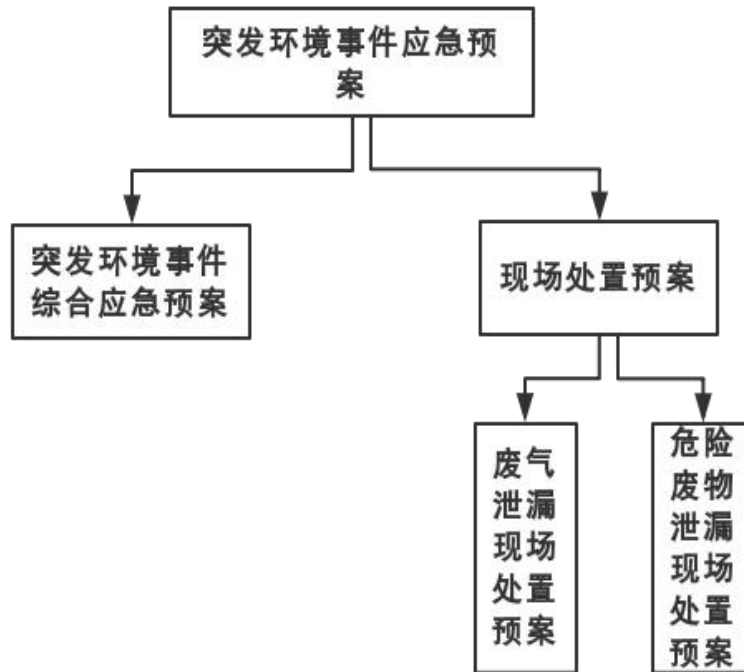 突发环境事件应急预
案
突发环境事件
综合应急预案
现场处置预案
废气
泄漏
现场
处置
预案
危险
废物
泄漏
现场
处置
预案